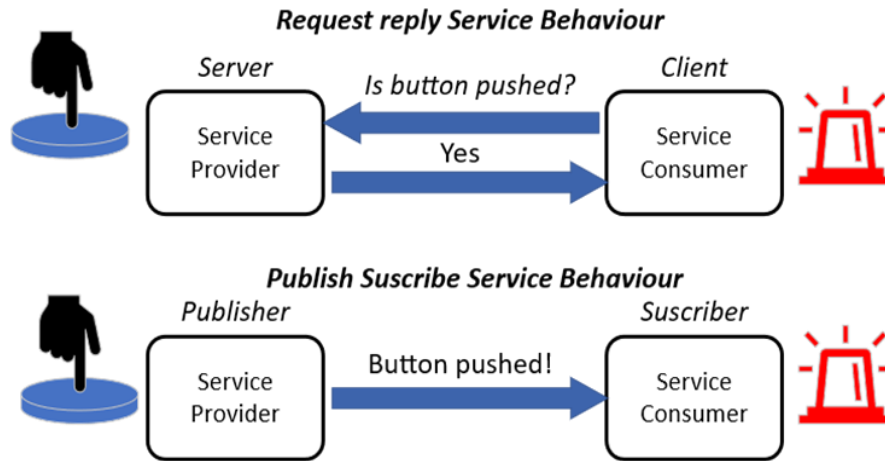 Request reply Service Behaviour
Server
Client
Is button pushed?
Service
Provider
Yes
Service
Consumer
Publish Suscribe Service Behaviour
Publisher
Suscriber
Service
Provider
Button pushed!
Service
Consumer